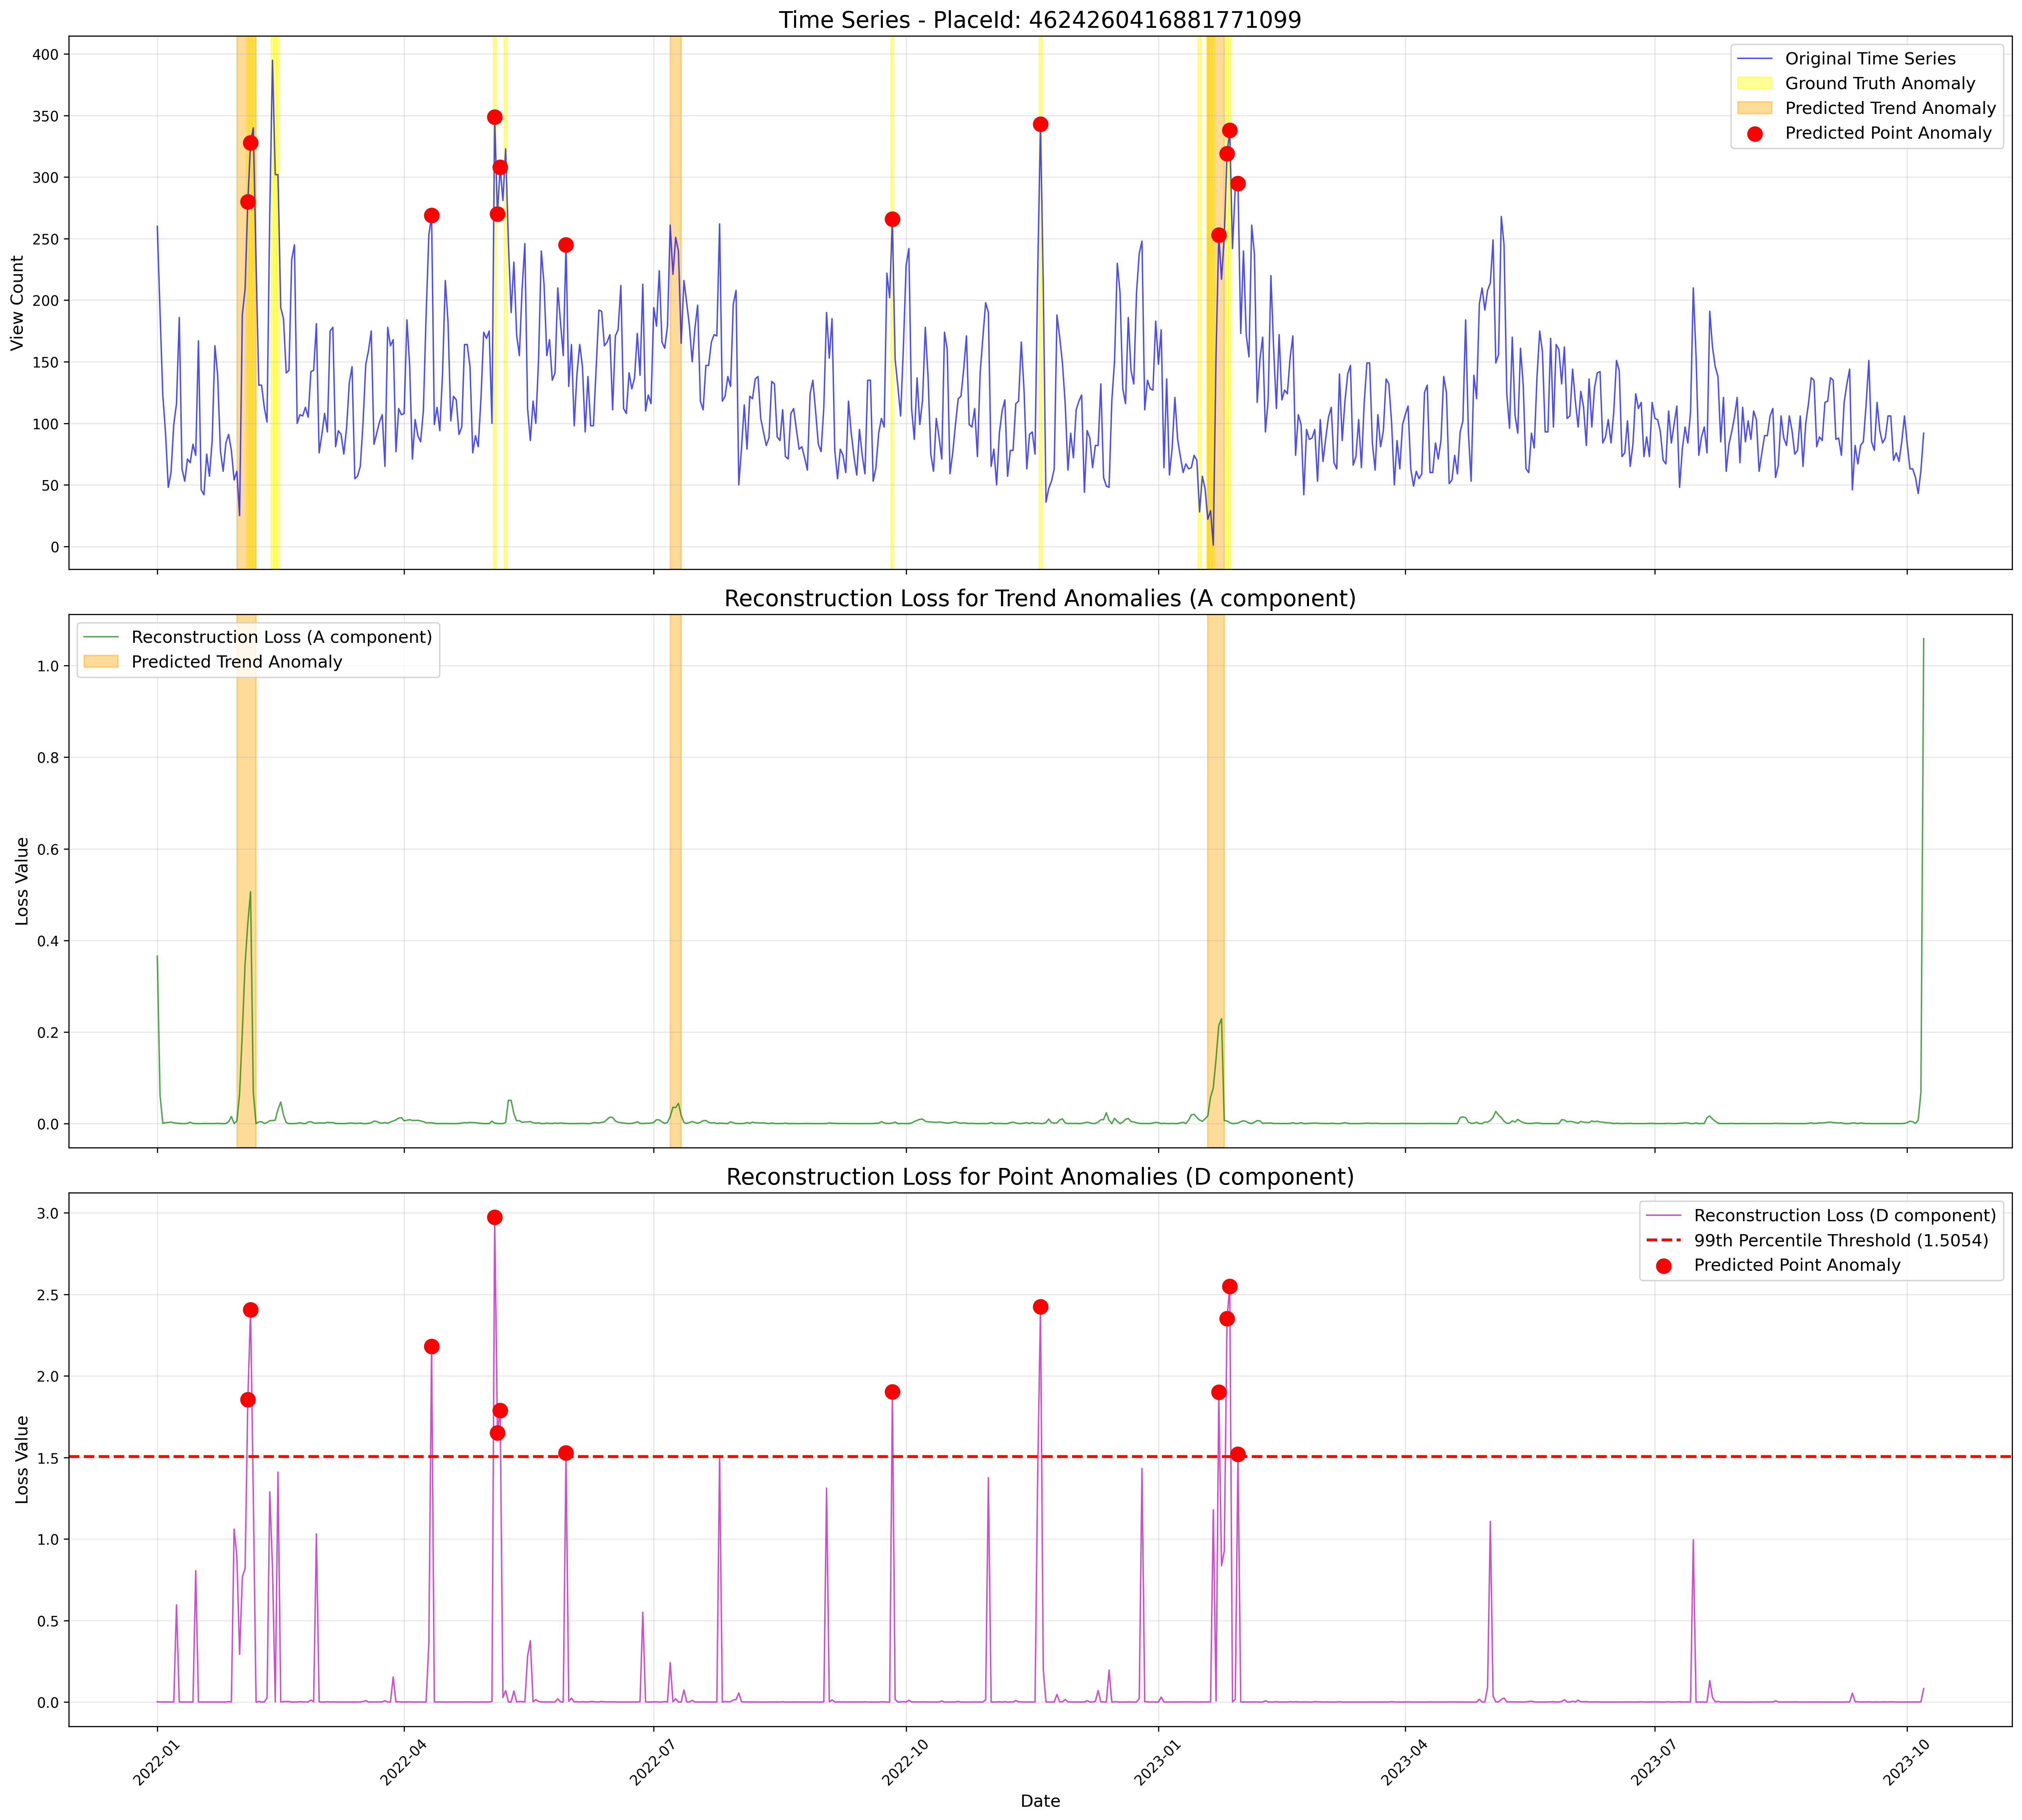 Time Series - PlaceId: 4624260416881771099
View Count
400
350
300
250
200
150
100
50
0
Original Time Series
Ground Truth Anomaly
Predicted Trend Anomaly
Predicted Point Anomaly
Reconstruction Loss for Trend Anomalies (A component)
Loss Value
1.0
0.8
0.6
0.4
0.2
0.0
Reconstruction Loss (A component)
Predicted Trend Anomaly
Reconstruction Loss for Point Anomalies (D component)
Loss Value
3.0
2.5
2.0
1.5
1.0
0.5
0.0
Reconstruction Loss (D component)
99th Percentile Threshold (1.5054)
Predicted Point Anomaly
2022-01
2022-04
2022-07
2022-10
2023-01
2023-04
2023-07
2023-10
Date